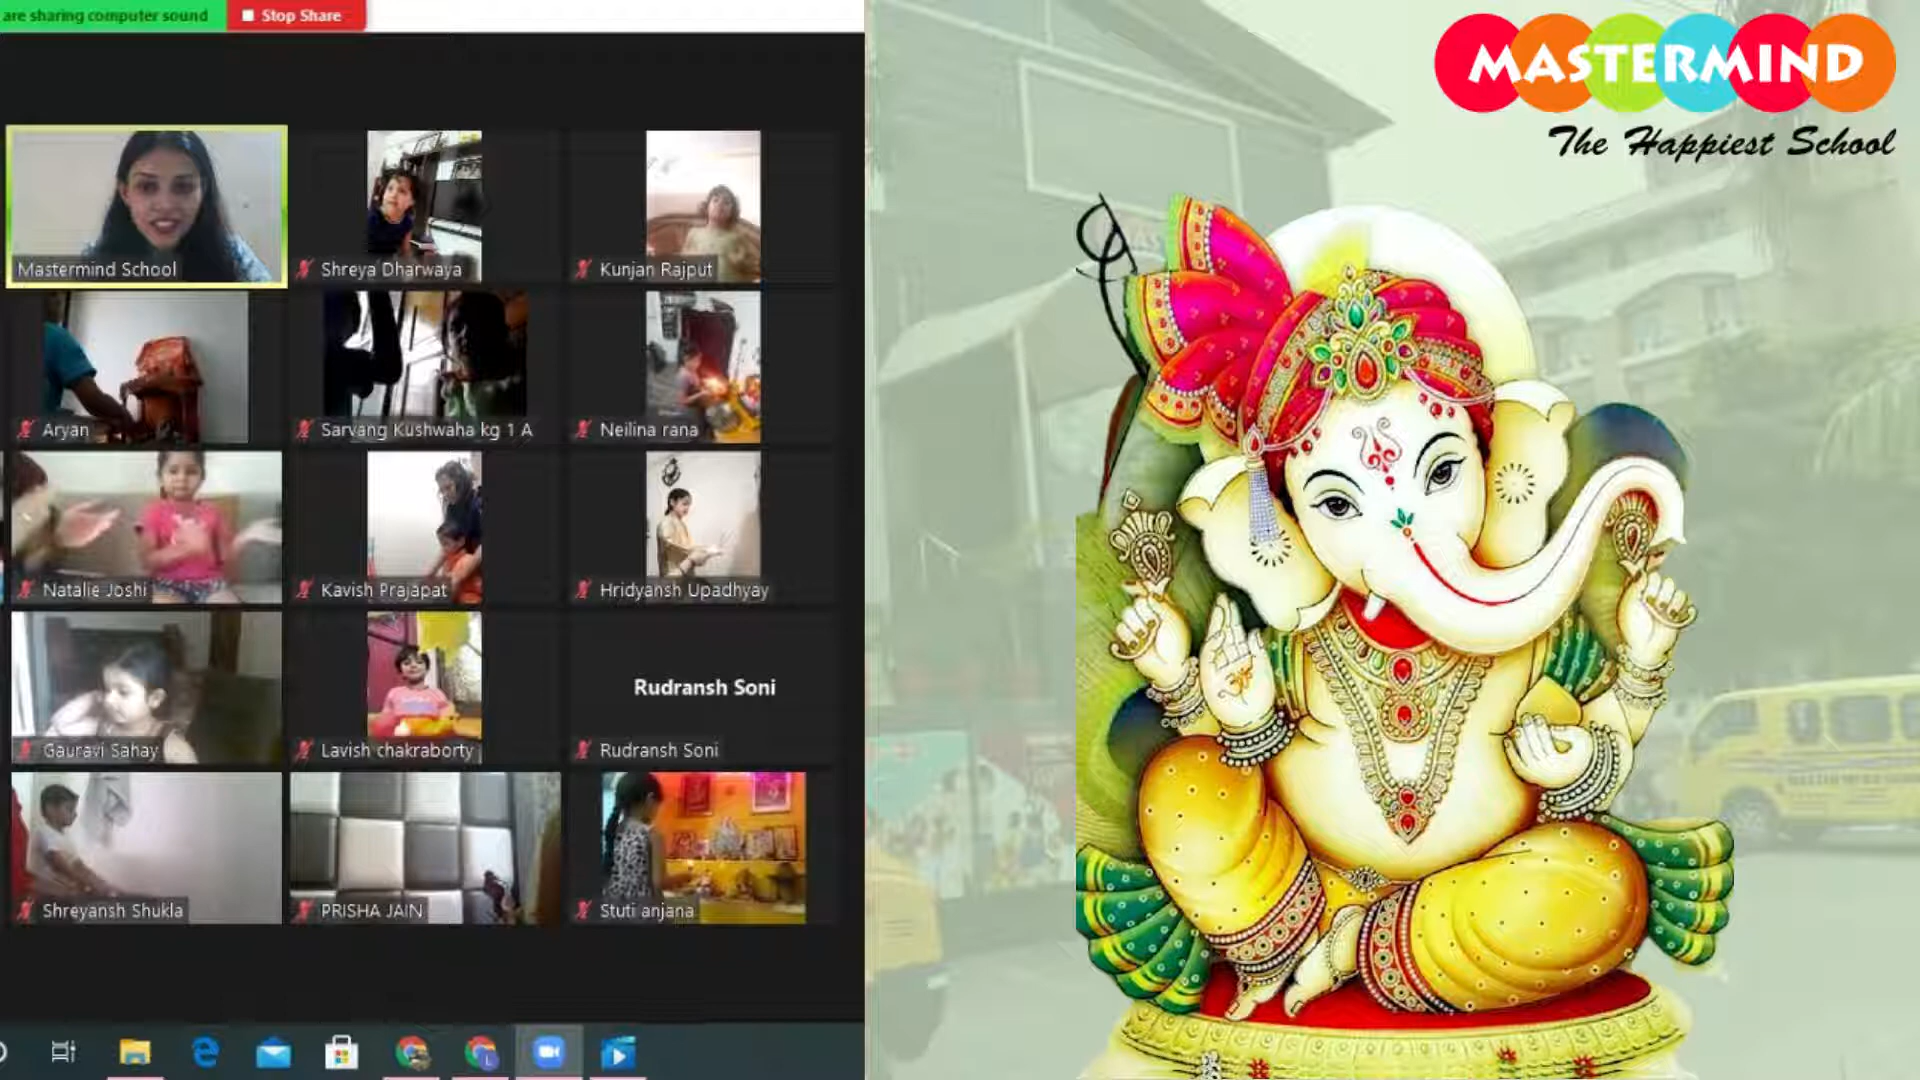 are sharing computer sound
Stop Share
Mastermind School
Shreya Dharwaya
Kunjan Rajput
Aryan
Sarvang Kushwaha kg 1 A
Neilina rana
Natalie Joshi
Kavish Prajapat
Hridyansh Upadhyay
Gauravi Sahay
Lavish chakraborty
Rudransh Soni
Rudransh Soni
Shreyansh Shukla
PRISHA JAIN
Stuti anjana
MASTERMIND
The Happiest School
ॐ